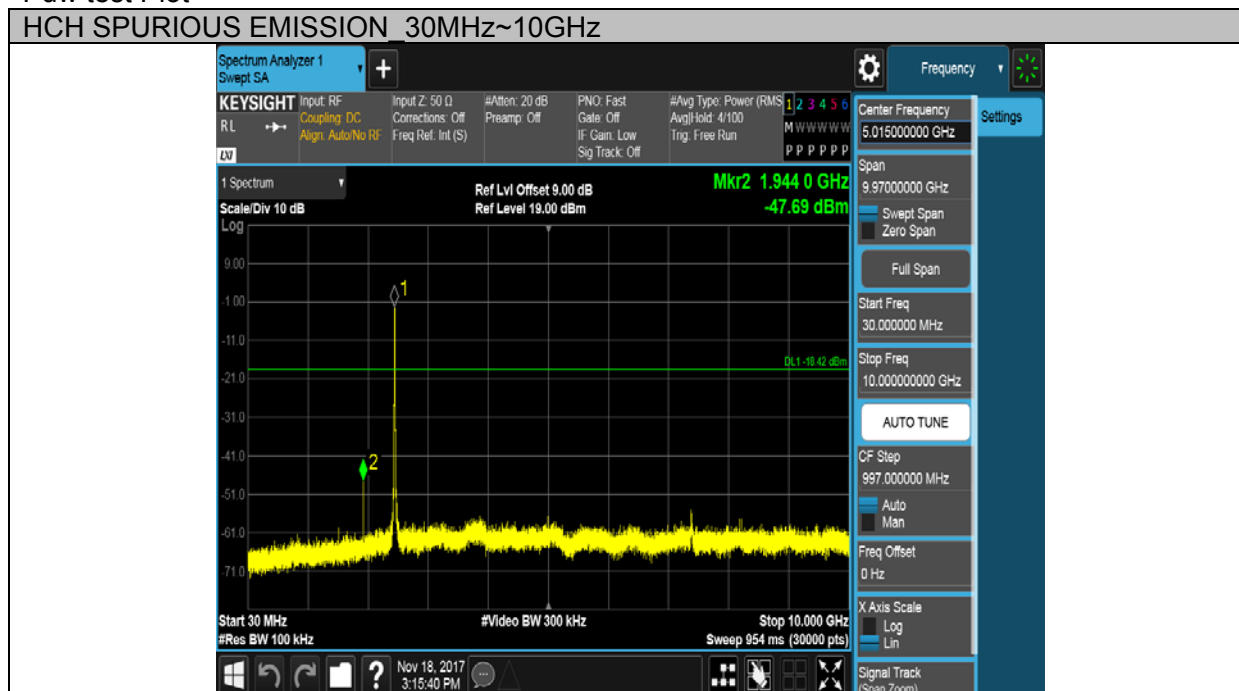 HCH SPURIOUS EMISSION_30MHz~10GHz
Spectrum Analyzer 1
Swept SA
+
Frequency
KEYSIGHT
RL
LXI
Input: RF
Coupling: DC
Align: Auto/No RF
Input Z: 50 Ω
Corrections: Off
Freq Ref: Int (S)
#Atten: 20 dB
Preamp: Off
PNO: Fast
Gate: Off
IF Gain: Low
Sig Track: Off
#Avg Type: Power (RMS
Avg|Hold: 4/100
Trig: Free Run
1 2 3 4 5 6
M W W W W W
P P P P P P
Center Frequency
5.015000000 GHz
Settings
Span
9.97000000 GHz
Swept Span
Zero Span
Full Span
Start Freq
30.000000 MHz
Stop Freq
10.000000000 GHz
AUTO TUNE
CF Step
997.000000 MHz
Auto
Man
Freq Offset
0 Hz
X Axis Scale
Log
Lin
Signal Track
(Span Zoom)
1 Spectrum
Scale/Div 10 dB
Log
Ref Lvl Offset 9.00 dB
Ref Level 19.00 dBm
Mkr2 1.944 0 GHz
-47.69 dBm
9.00
-1.00
-11.0
-21.0
-31.0
-41.0
-51.0
-61.0
-71.0
1
2
DL1 -18.42 dBm
Start 30 MHz
#Res BW 100 kHz
#Video BW 300 kHz
Stop 10.000 GHz
Sweep 954 ms (30000 pts)
?
Nov 18, 2017
3:15:40 PM